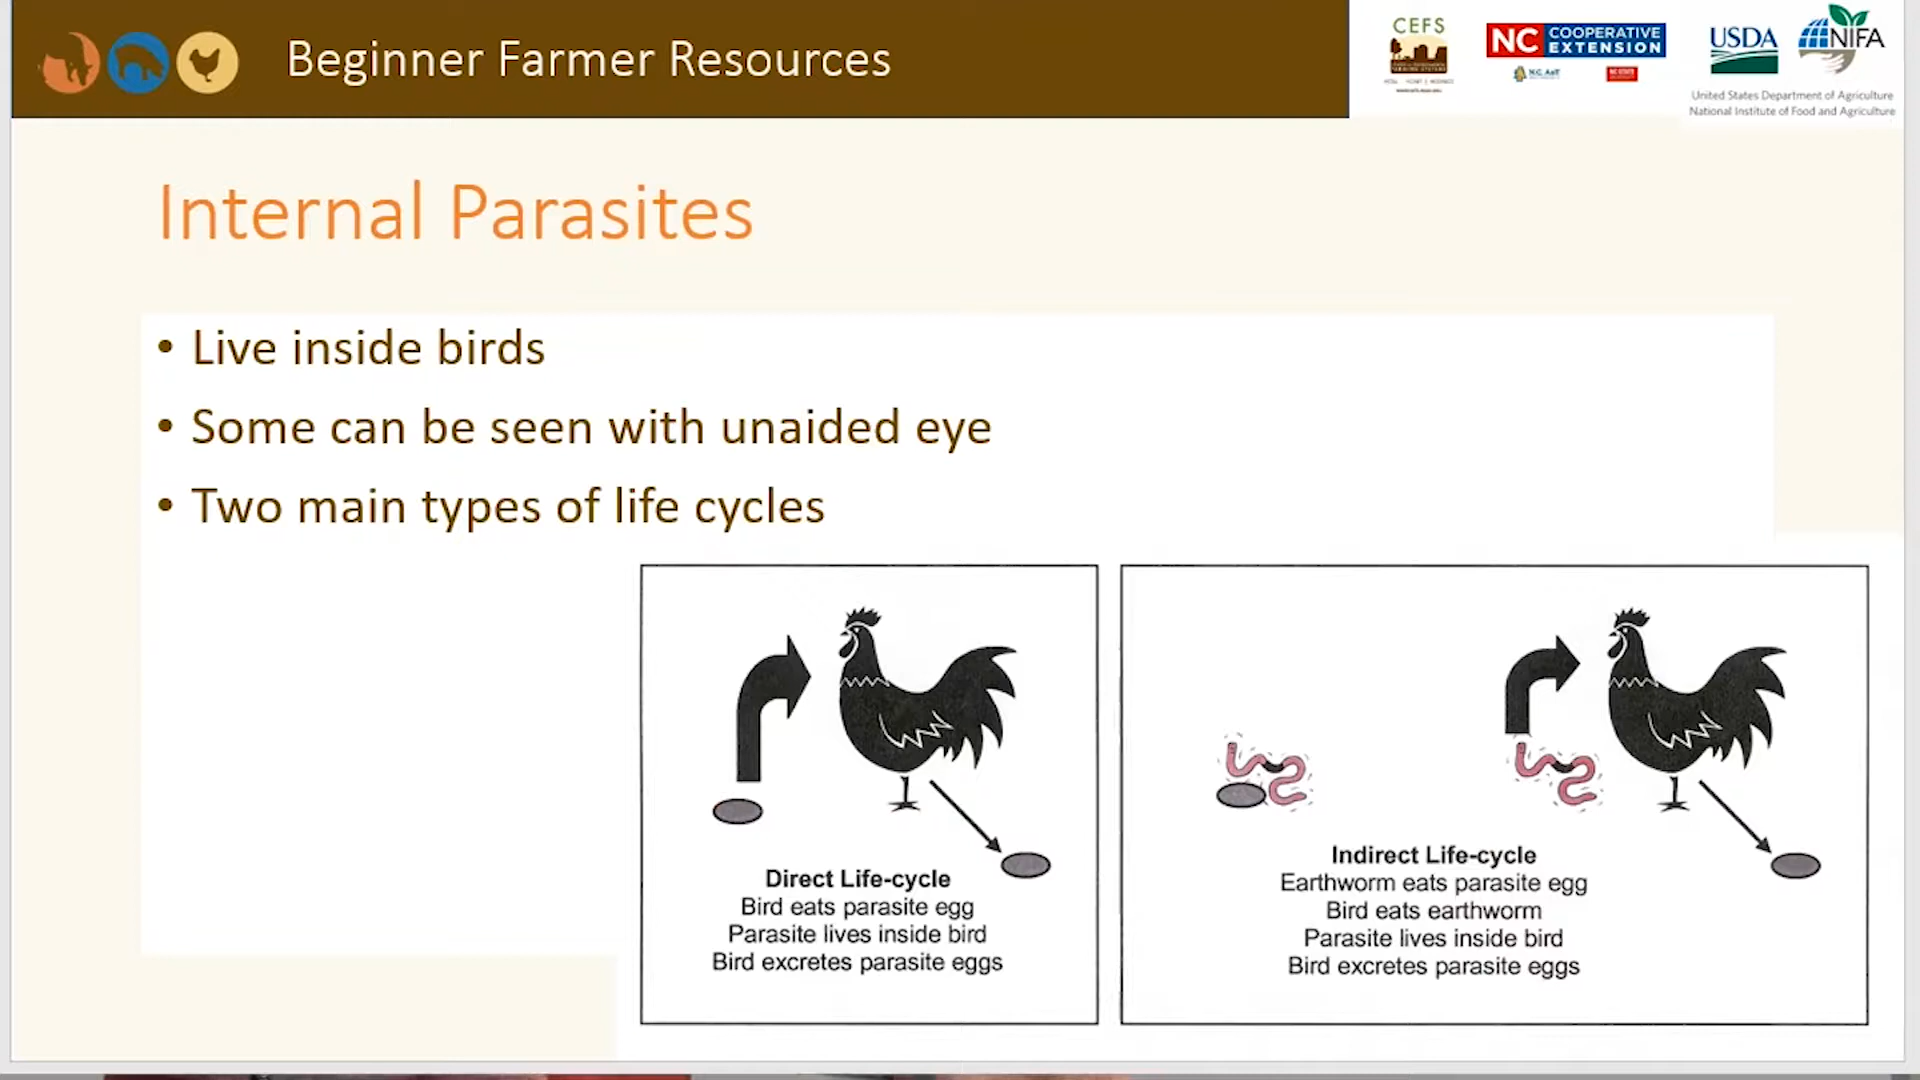 Beginner Farmer Resources
CEFS
NC COOPERATIVE EXTENSION
N.C. A&T
NC STATE
USDA
NIFA
United States Department of Agriculture
National Institute of Food and Agriculture
Internal Parasites
• Live inside birds
• Some can be seen with unaided eye
• Two main types of life cycles
Direct Life-cycle
Bird eats parasite egg
Parasite lives inside bird
Bird excretes parasite eggs
Indirect Life-cycle
Earthworm eats parasite egg
Bird eats earthworm
Parasite lives inside bird
Bird excretes parasite eggs